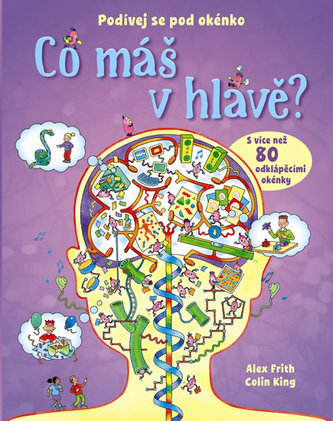 Podívej se pod okénko
Co máš
v hlavě?
S více než
80
odklápěcími
okénky
Alex Frith
Colin King